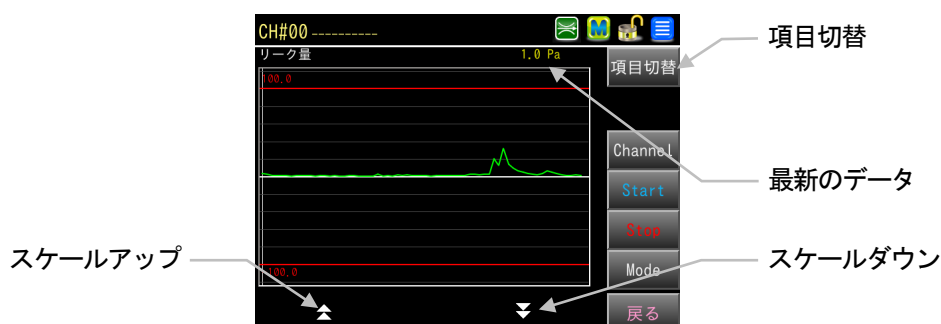 CH#00 ----------
リーク量
1.0 Pa
100.0
-100.0
項目切替
Channel
Start
Stop
Mode
戻る
項目切替
最新のデータ
スケールアップ
スケールダウン